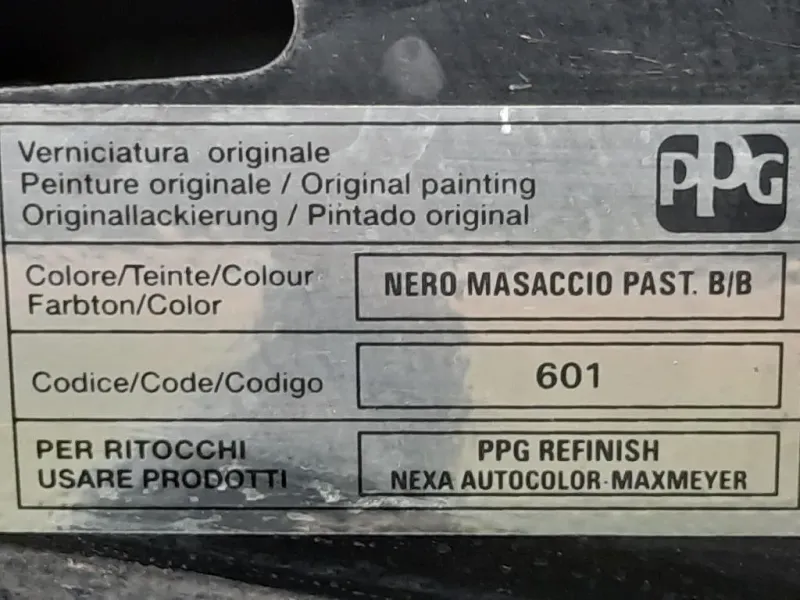 Verniciatura originale
Peinture originale / Original painting
Originallackierung / Pintado original
PPG
Colore/Teinte/Colour
Farbton/Color
NERO MASACCIO PAST. B/B
Codice/Code/Codigo
601
PER RITOCCHI
USARE PRODOTTI
PPG REFINISH
NEXA AUTOCOLOR-MAXMEYER